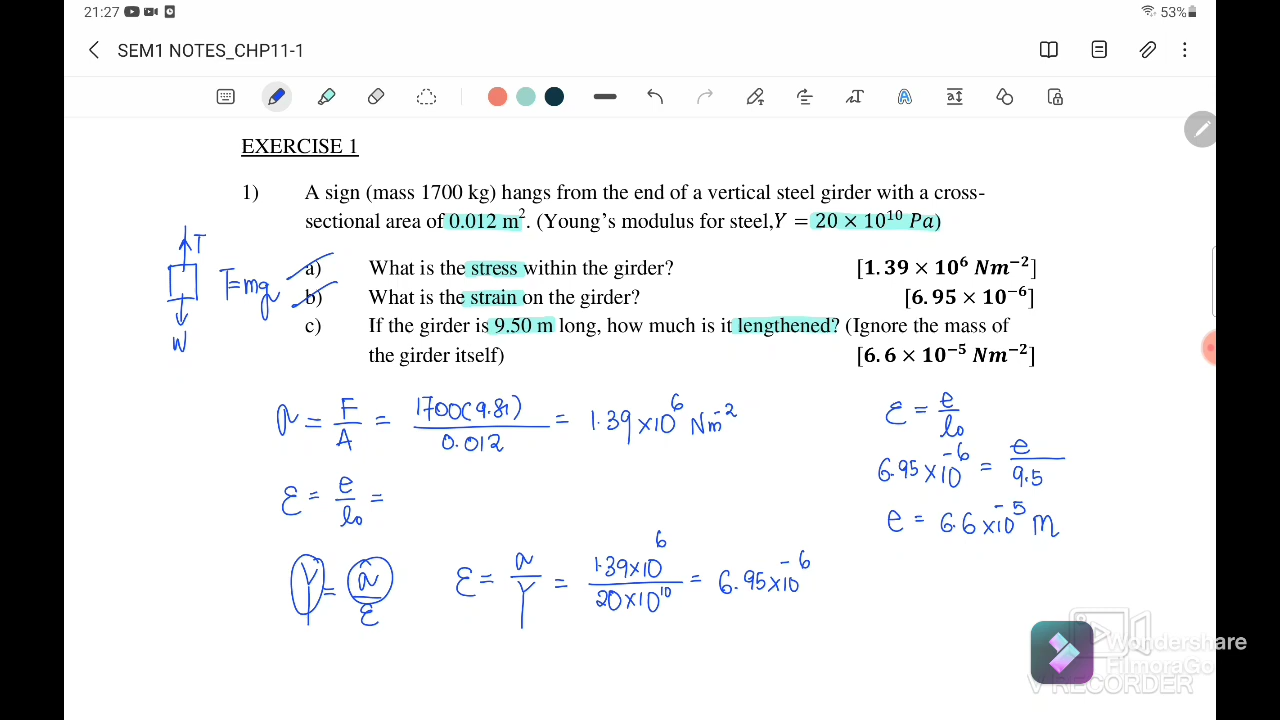 21:27 53%
SEM1 NOTES_CHP11-1
EXERCISE 1
1) A sign (mass 1700 kg) hangs from the end of a vertical steel girder with a cross-
sectional area of 0.012 m². (Young's modulus for steel,Y = 20 × 10¹⁰ Pa)
a) What is the stress within the girder? [1.39 × 10⁶ Nm⁻²]
b) What is the strain on the girder? [6.95 × 10⁻⁶]
c) If the girder is 9.50 m long, how much is it lengthened? (Ignore the mass of
the girder itself) [6.6 × 10⁻⁵ Nm⁻²]
T
T=mg
W
σ = F/A = 1700(9.81)/0.012 = 1.39×10⁶ Nm⁻²
ε = e/l₀ =
Y = σ/ε
ε = σ/Y = 1.39×10⁶/20×10¹⁰ = 6.95×10⁻⁶
ε = e/l₀
6.95×10⁻⁶ = e/9.5
e = 6.6×10⁻⁵ m
Wondershare
FilmoraGo
V RECORDER